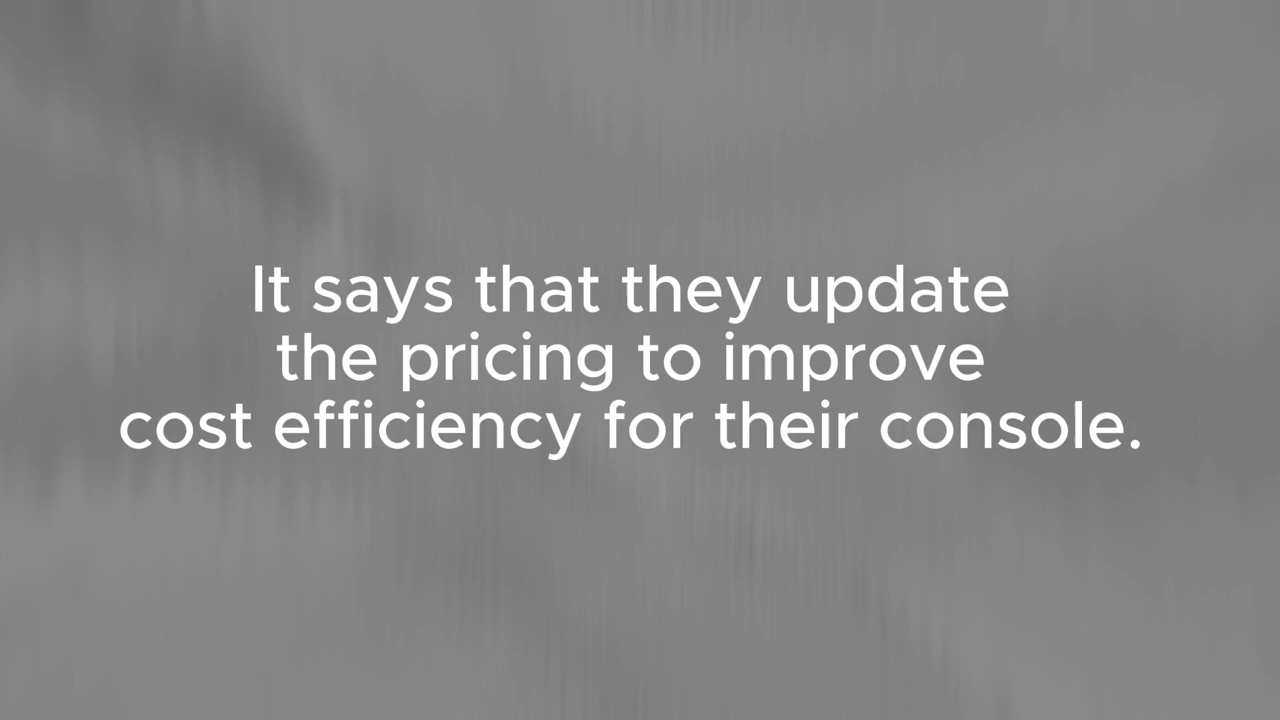 It says that they update
the pricing to improve
cost efficiency for their console.